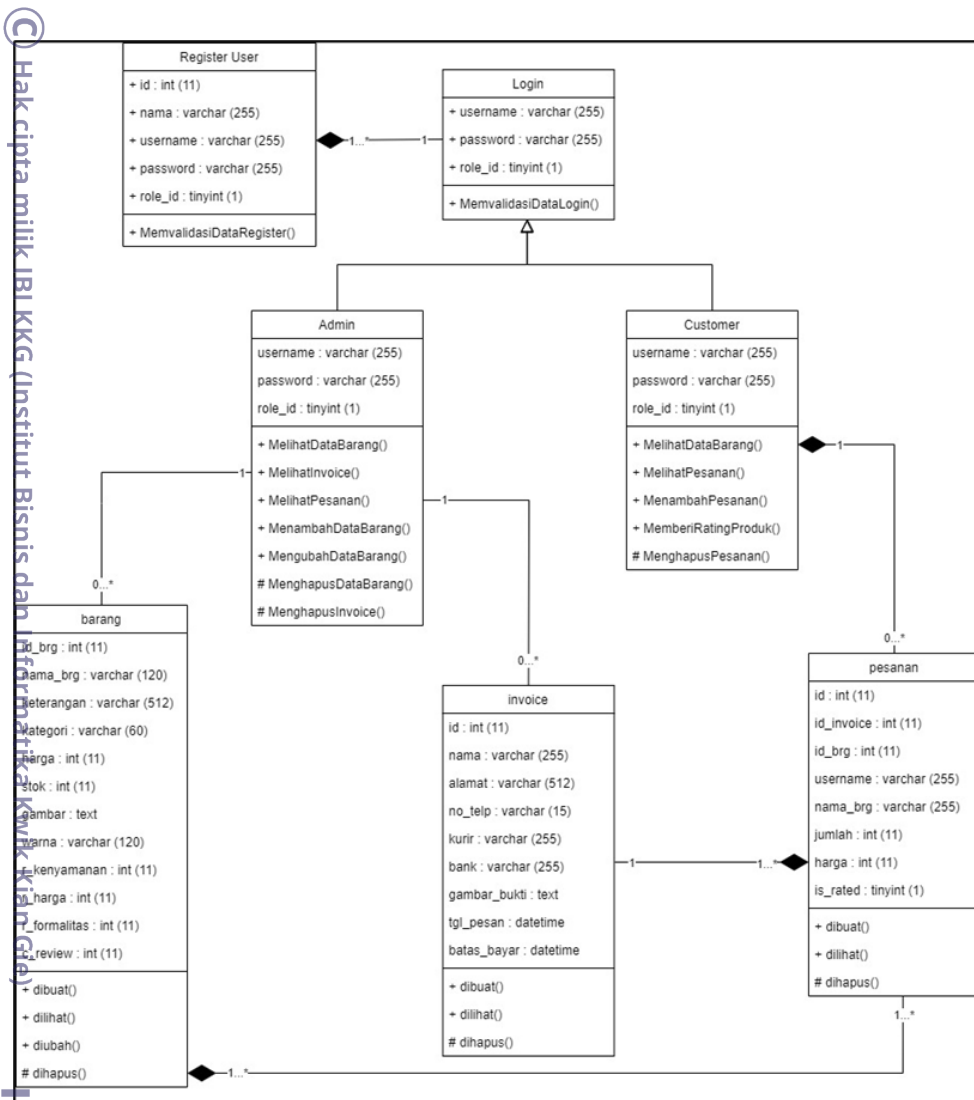 © Hak cipta milik IBI KKG (Institut Bisnis dan Informatika Kwik Kian Gie)
Register User
+ id : int (11)
+ nama : varchar (255)
+ username : varchar (255)
+ password : varchar (255)
+ role_id : tinyint (1)
+ MemvalidasiDataRegister()
1...*
1
Login
+ username : varchar (255)
+ password : varchar (255)
+ role_id : tinyint (1)
+ MemvalidasiDataLogin()
Admin
username : varchar (255)
password : varchar (255)
role_id : tinyint (1)
+ MelihatDataBarang()
+ MelihatInvoice()
+ MelihatPesanan()
+ MenambahDataBarang()
+ MengubahDataBarang()
# MenghapusDataBarang()
# MenghapusInvoice()
1
1
Customer
username : varchar (255)
password : varchar (255)
role_id : tinyint (1)
+ MelihatDataBarang()
+ MelihatPesanan()
+ MenambahPesanan()
+ MemberiRatingProduk()
# MenghapusPesanan()
1
0...*
barang
id_brg : int (11)
nama_brg : varchar (120)
keterangan : varchar (512)
kategori : varchar (60)
harga : int (11)
stok : int (11)
gambar : text
warna : varchar (120)
r_kenyamanan : int (11)
r_harga : int (11)
r_formalitas : int (11)
c_review : int (11)
+ dibuat()
+ dilihat()
+ diubah()
# dihapus()
1...*
0...*
invoice
id : int (11)
nama : varchar (255)
alamat : varchar (512)
no_telp : varchar (15)
kurir : varchar (255)
bank : varchar (255)
gambar_bukti : text
tgl_pesan : datetime
batas_bayar : datetime
+ dibuat()
+ dilihat()
# dihapus()
1
1...*
0...*
pesanan
id : int (11)
id_invoice : int (11)
id_brg : int (11)
username : varchar (255)
nama_brg : varchar (255)
jumlah : int (11)
harga : int (11)
is_rated : tinyint (1)
+ dibuat()
+ dilihat()
# dihapus()
1...*